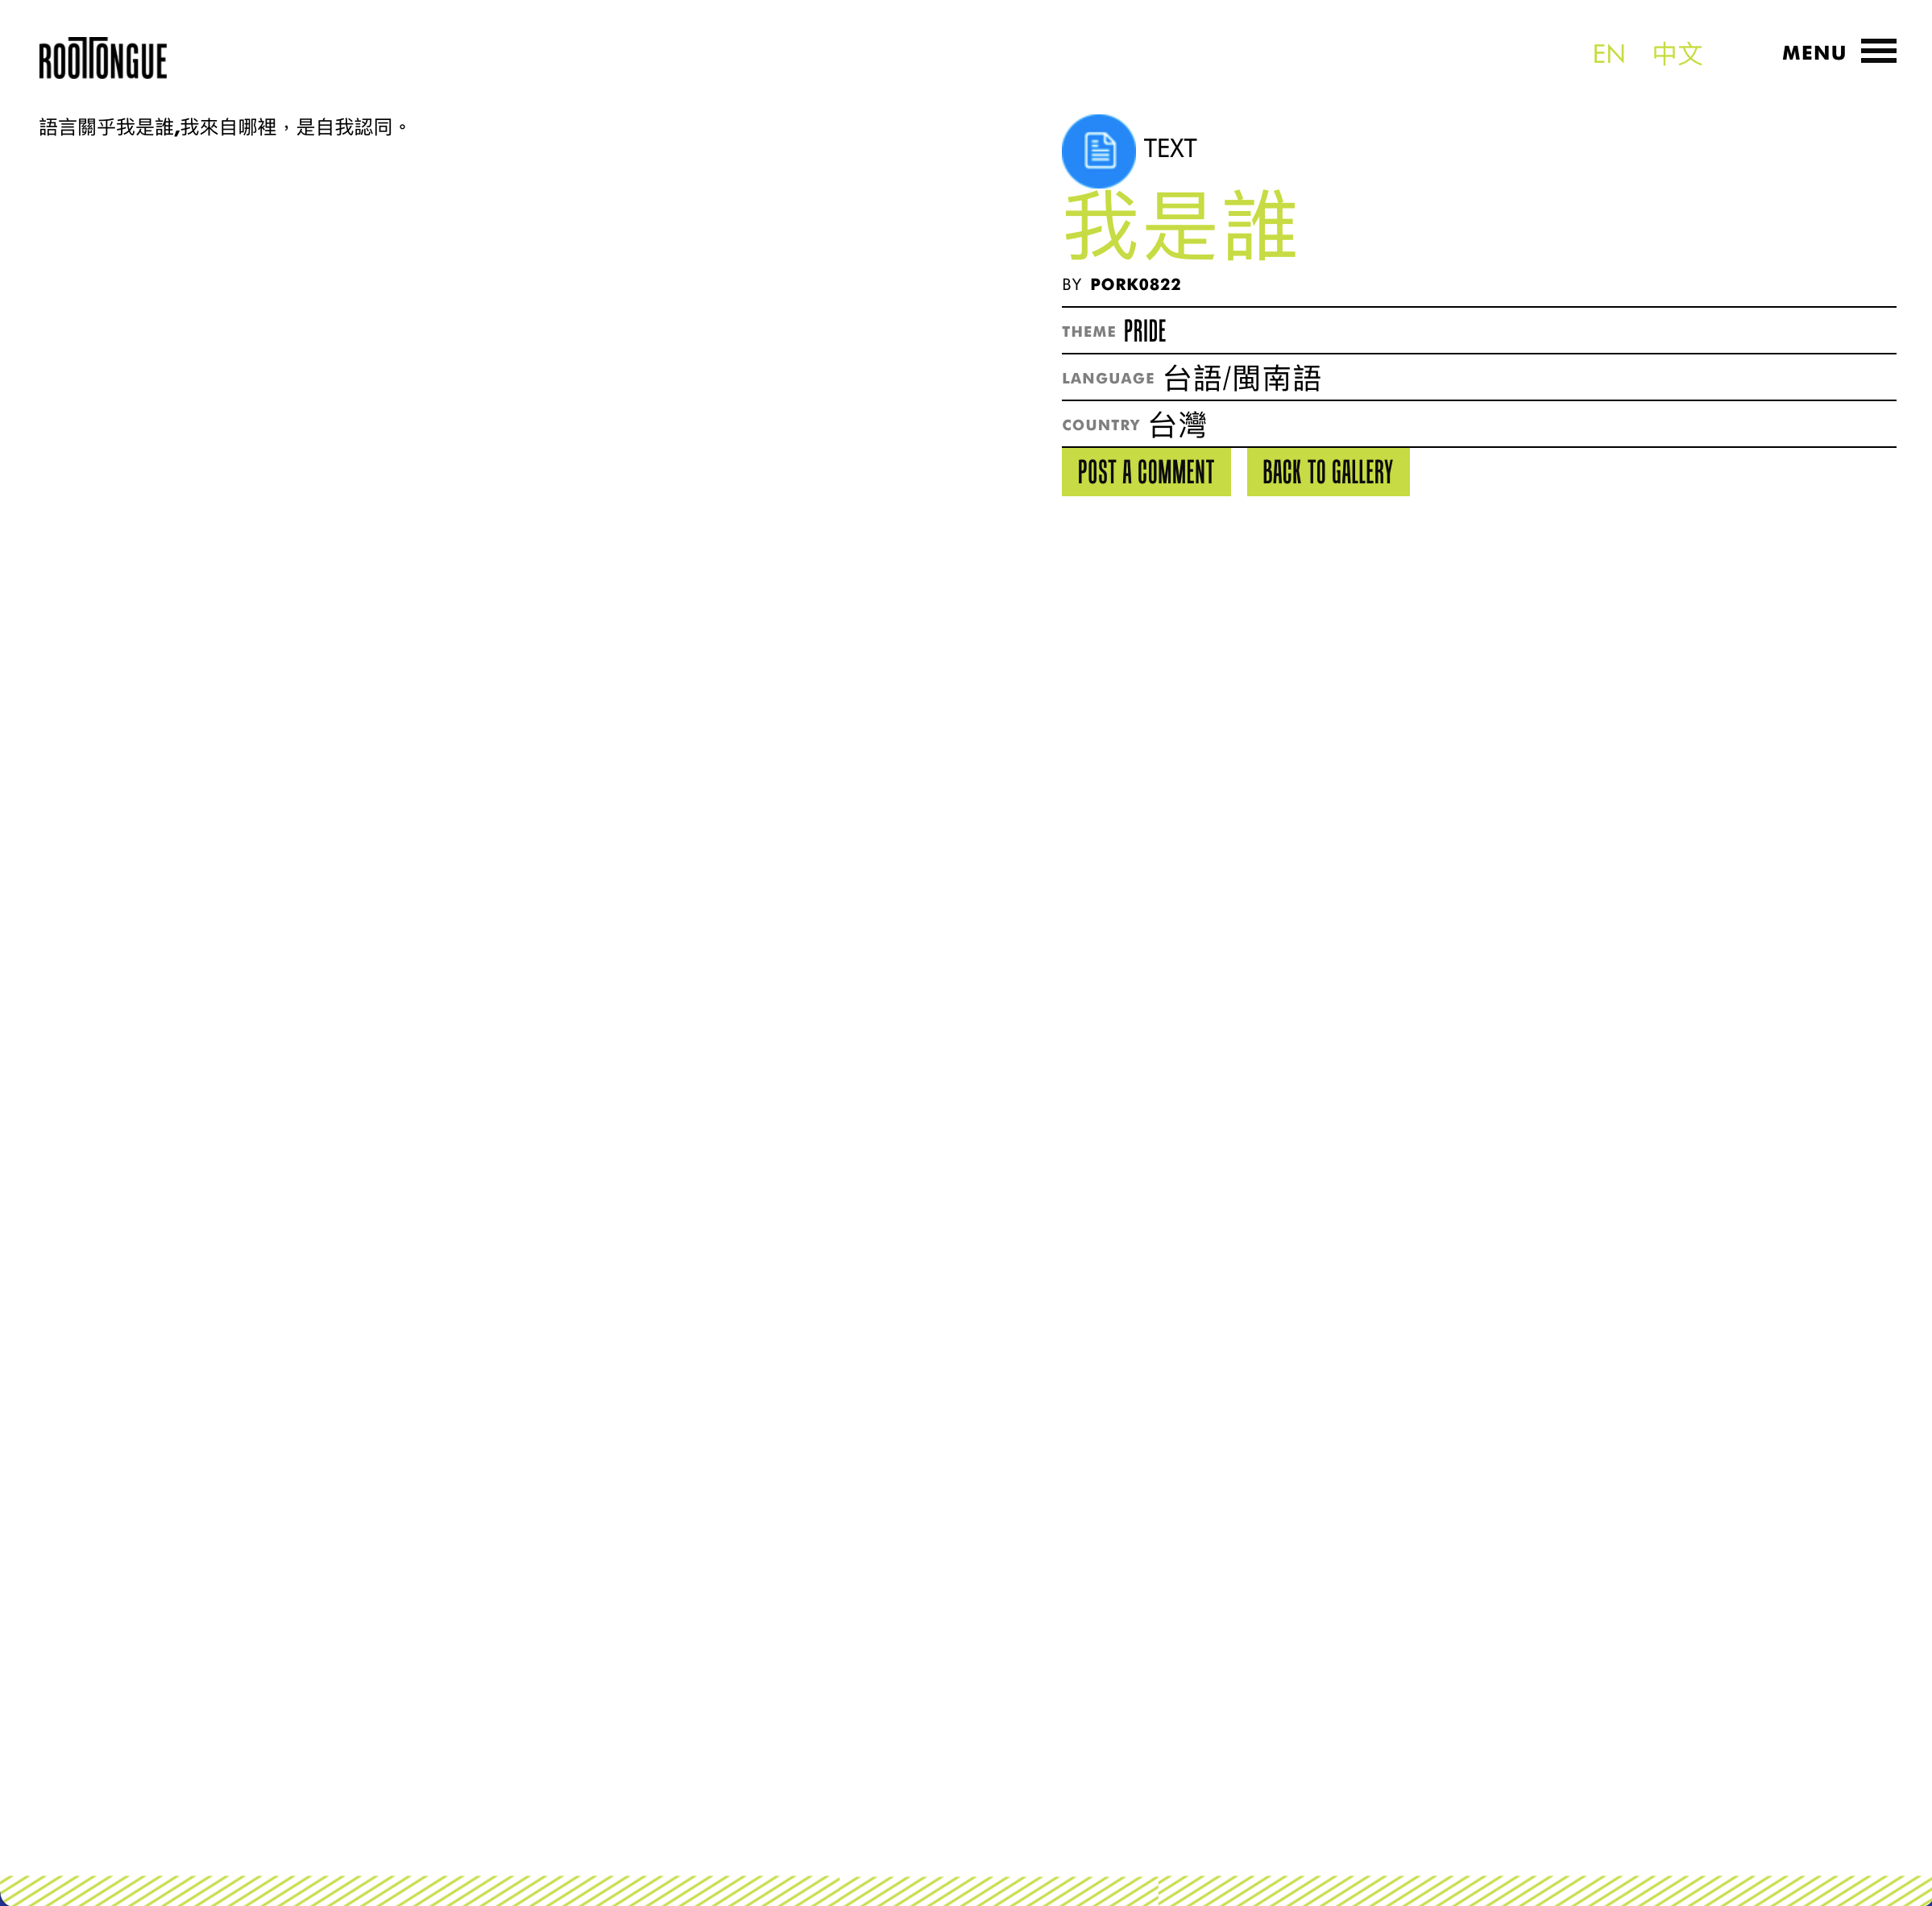 ROOTTONGUE
EN 中文 MENU
語言關乎我是誰,我來自哪裡，是自我認同。
TEXT
我是誰
BY PORK0822
THEME PRIDE
LANGUAGE 台語/閩南語
COUNTRY 台灣
POST A COMMENT BACK TO GALLERY